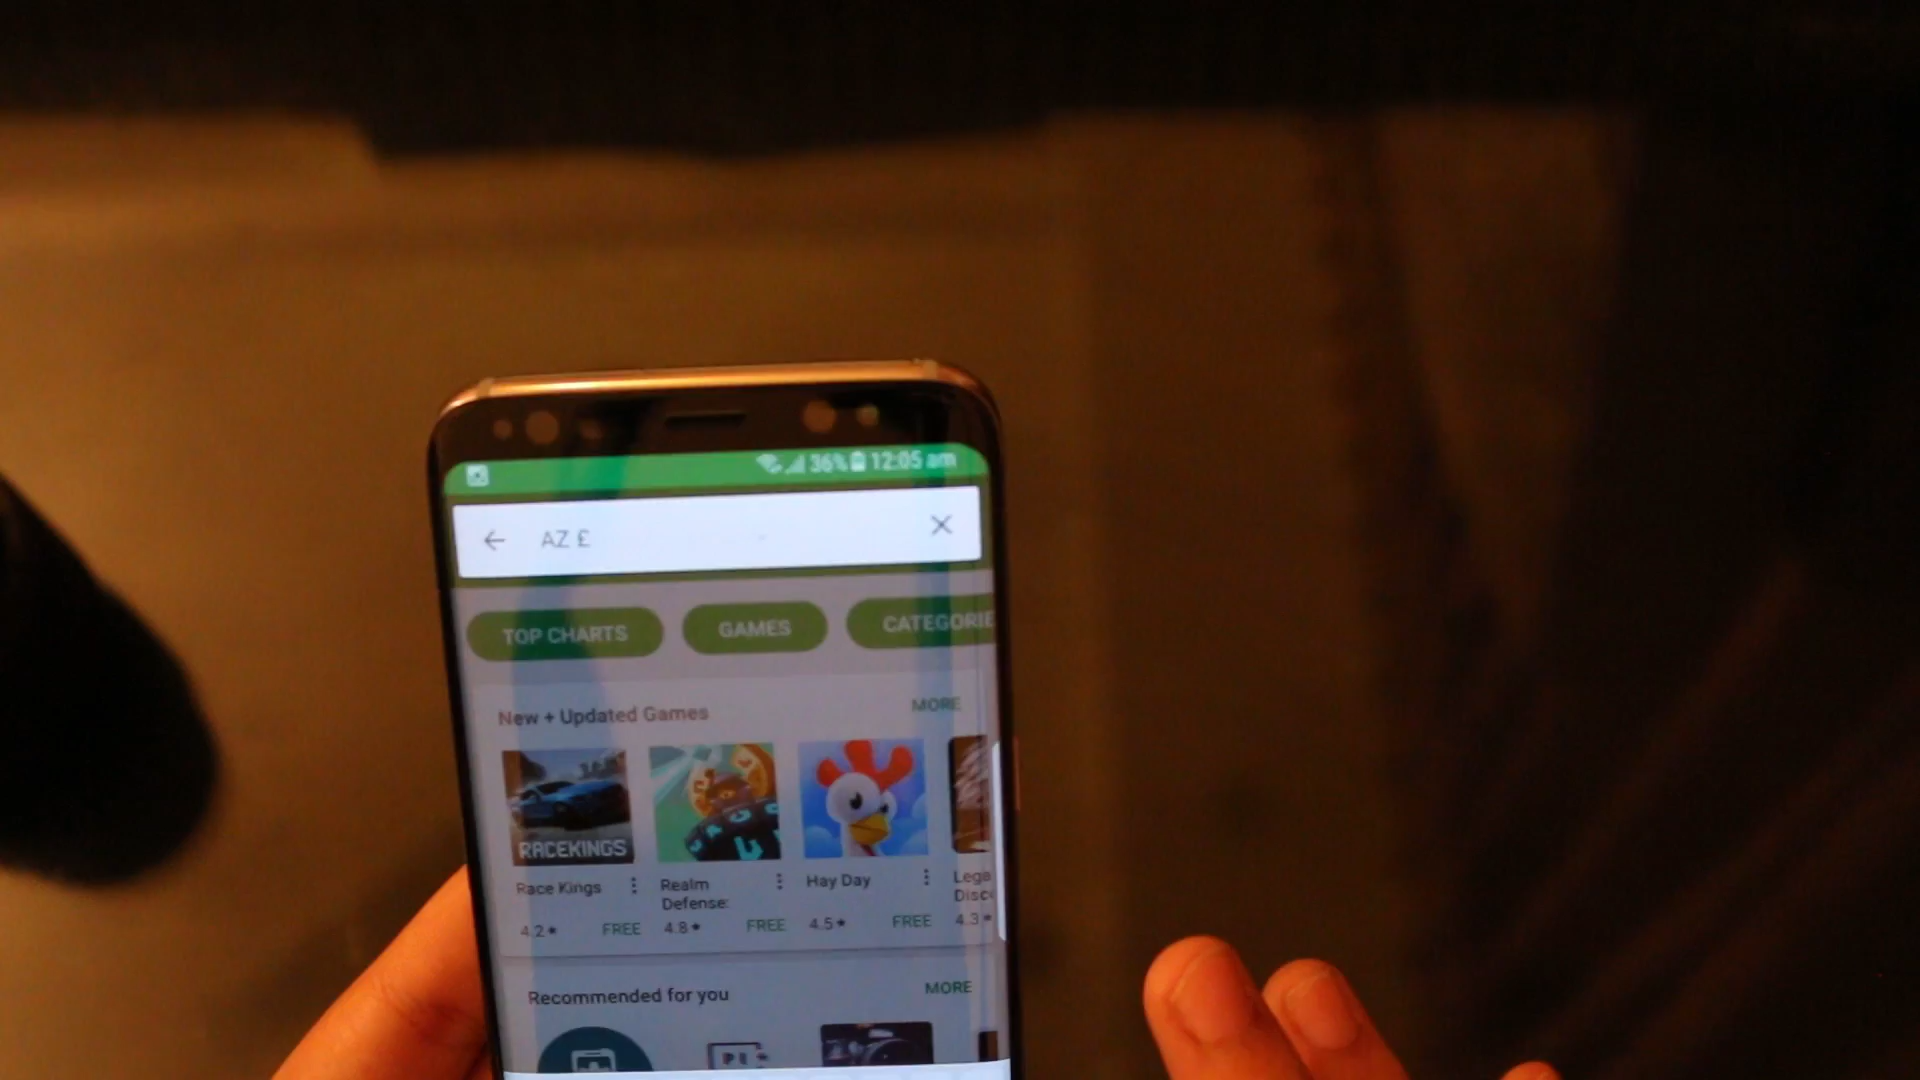 36% 12:05 am
AZ £
TOP CHARTS GAMES CATEGORIE
New + Updated Games MORE
RACEKINGS
Race Kings Realm Defense: Hay Day Lega Disc
4.2★ FREE 4.8★ FREE 4.5★ FREE 4.3★
Recommended for you MORE